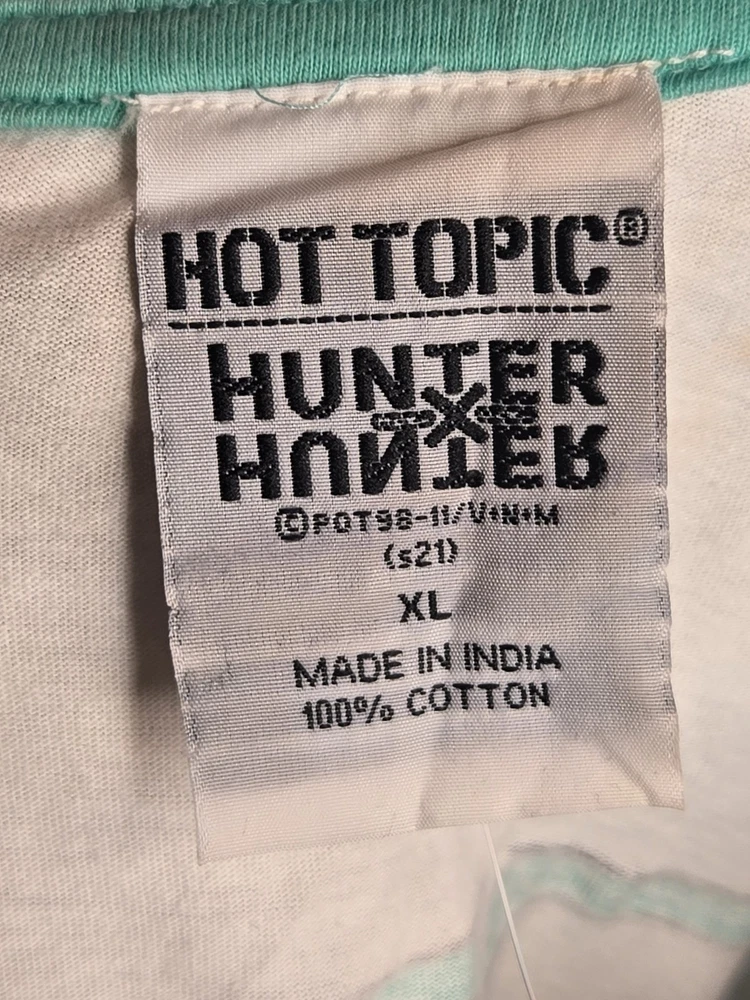 HOT TOPIC®
HUNTER
X
HUNTER
©POT98-11/V•N•M
(s21)
XL
MADE IN INDIA
100% COTTON